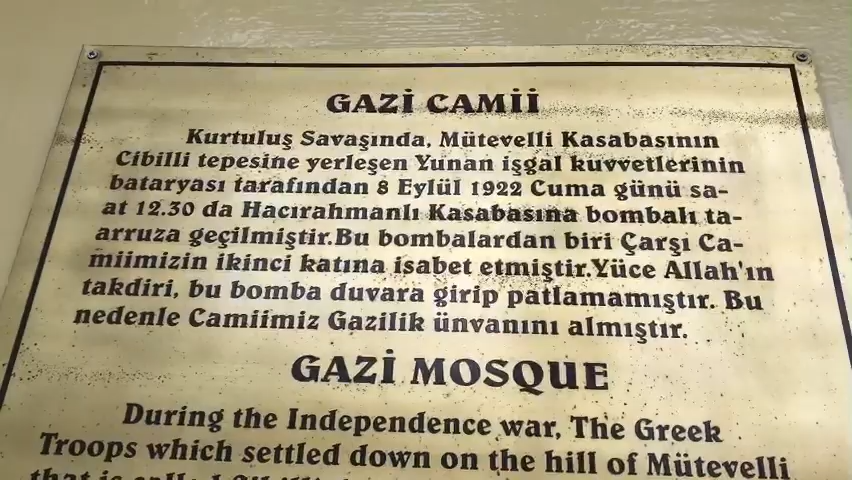 GAZİ CAMİİ
Kurtuluş Savaşında, Mütevelli Kasabasının
Cibilli tepesine yerleşen Yunan işgal kuvvetlerinin
bataryası tarafından 8 Eylül 1922 Cuma günü sa-
at 12.30 da Hacırahmanlı Kasabasına bombalı ta-
arruza geçilmiştir.Bu bombalardan biri Çarşı Ca-
miimizin ikinci katına isabet etmiştir.Yüce Allah'ın
takdiri, bu bomba duvara girip patlamamıştır. Bu
nedenle Camiimiz Gazilik ünvanını almıştır.
GAZİ MOSQUE
During the Independence war, The Greek
Troops which settled down on the hill of Mütevelli
that is